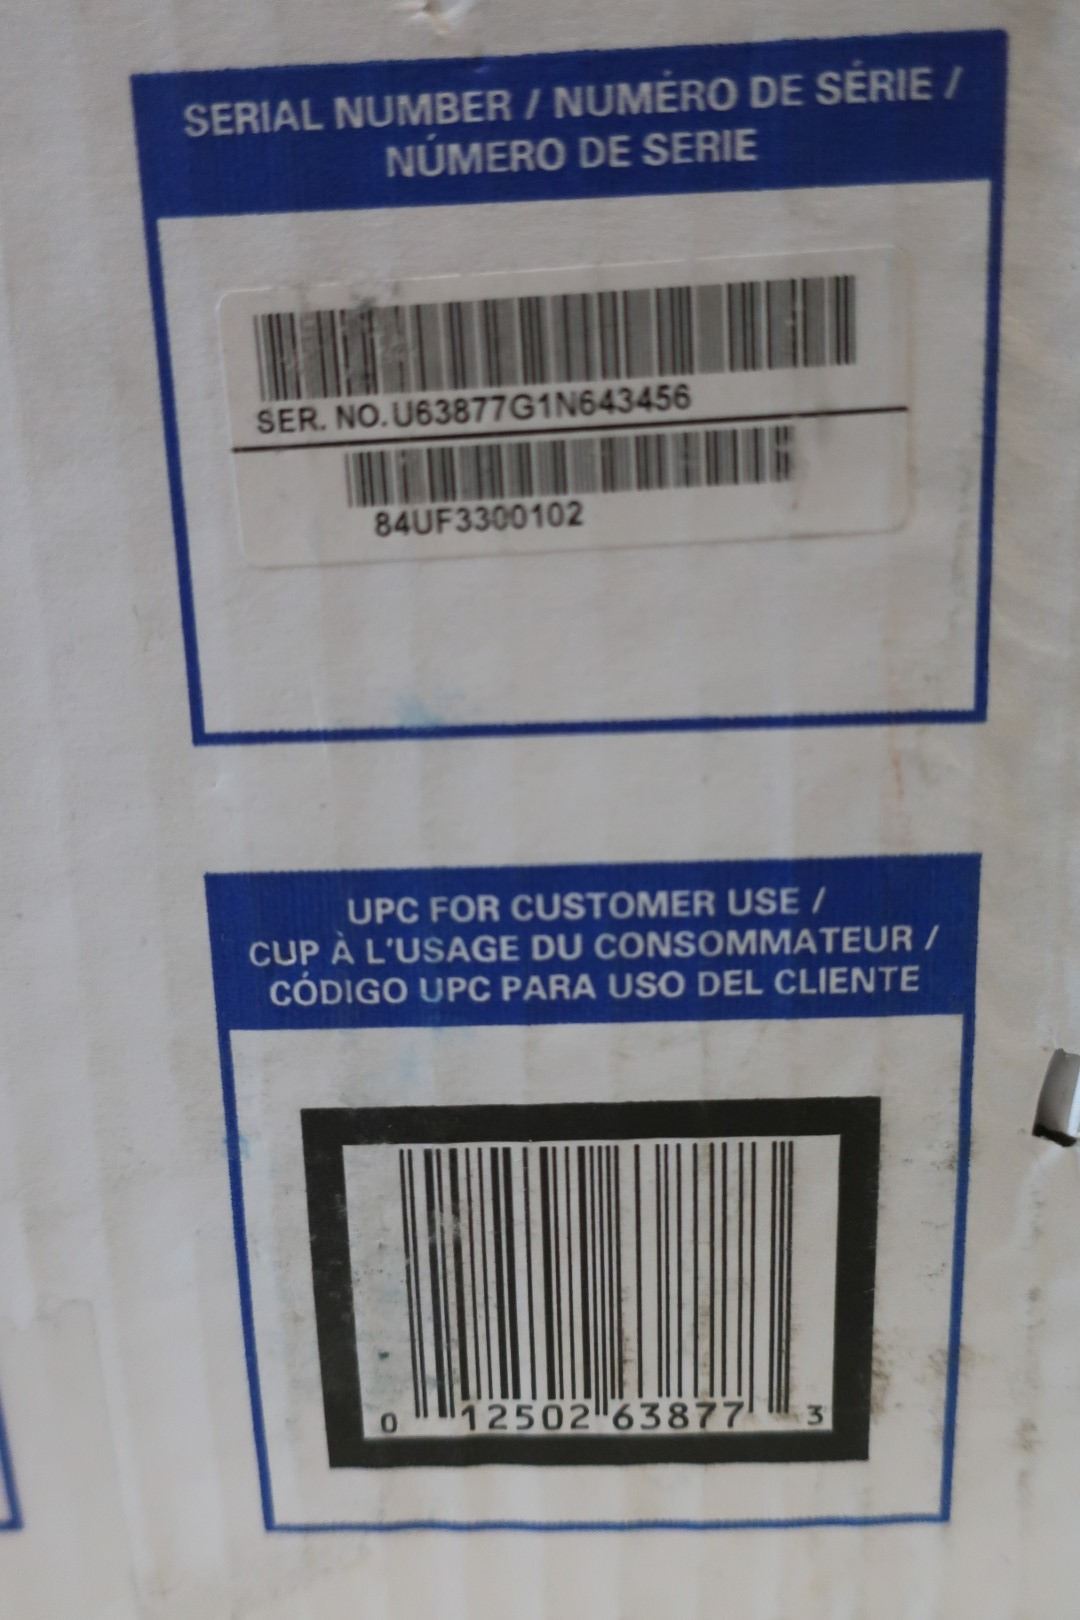 SERIAL NUMBER / NUMÉRO DE SÉRIE /
NÚMERO DE SERIE
SER. NO. U63877G1N643456
84UF3300102
UPC FOR CUSTOMER USE /
CUP À L'USAGE DU CONSOMMATEUR /
CÓDIGO UPC PARA USO DEL CLIENTE
0 12502 63877 3